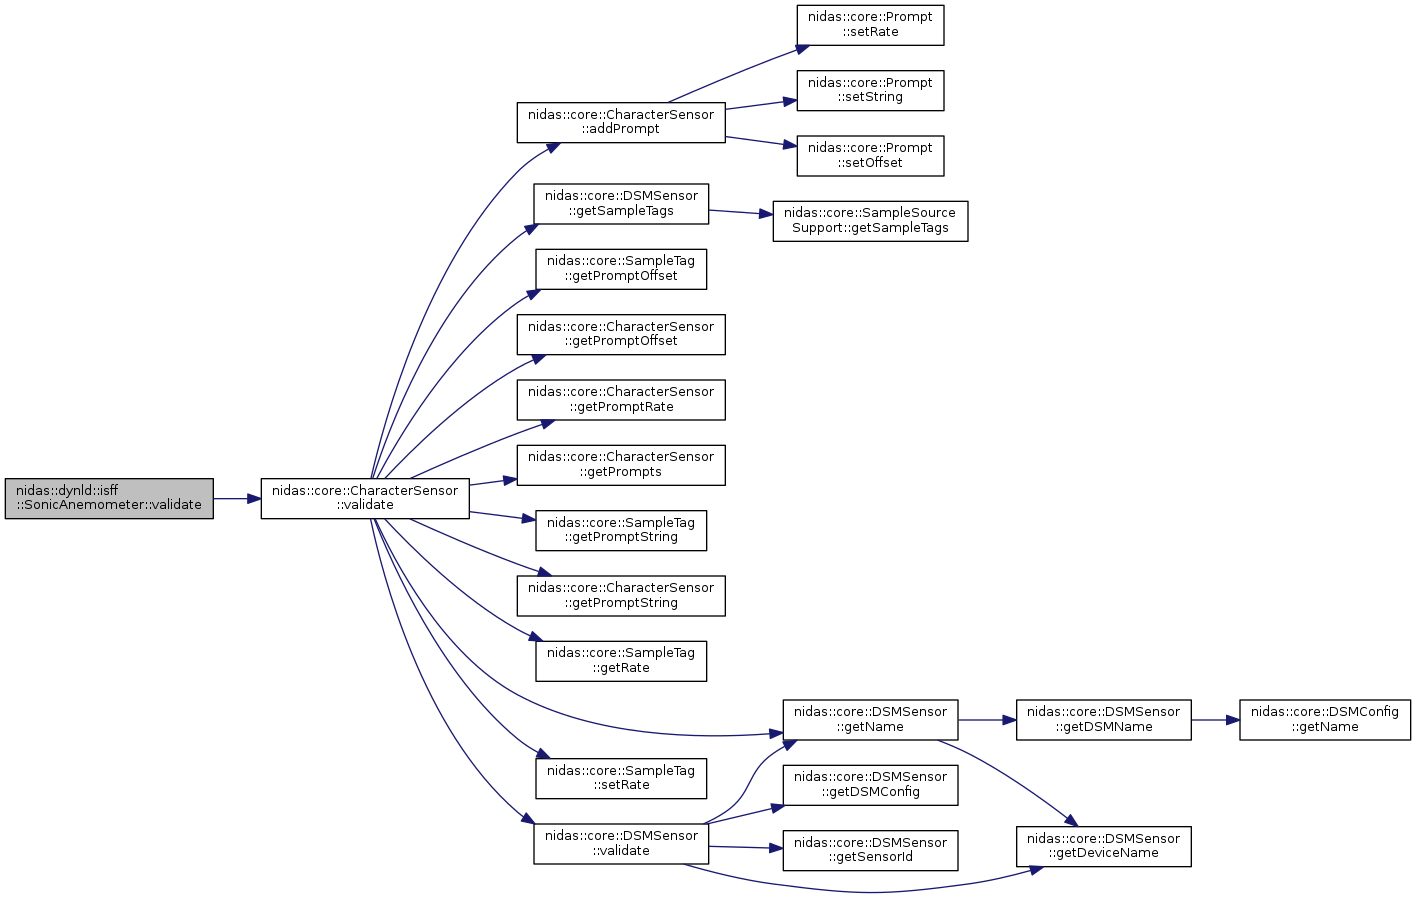 nidas::core::Prompt
::setRate
nidas::core::Prompt
::setString
nidas::core::CharacterSensor
::addPrompt
nidas::core::Prompt
::setOffset
nidas::core::DSMSensor
::getSampleTags
nidas::core::SampleSource
Support::getSampleTags
nidas::core::SampleTag
::getPromptOffset
nidas::core::CharacterSensor
::getPromptOffset
nidas::core::CharacterSensor
::getPromptRate
nidas::core::CharacterSensor
::getPrompts
nidas::dynld::isff
::SonicAnemometer::validate
nidas::core::CharacterSensor
::validate
nidas::core::SampleTag
::getPromptString
nidas::core::CharacterSensor
::getPromptString
nidas::core::SampleTag
::getRate
nidas::core::DSMSensor
::getName
nidas::core::DSMSensor
::getDSMName
nidas::core::DSMConfig
::getName
nidas::core::SampleTag
::setRate
nidas::core::DSMSensor
::getDSMConfig
nidas::core::DSMSensor
::validate
nidas::core::DSMSensor
::getSensorId
nidas::core::DSMSensor
::getDeviceName